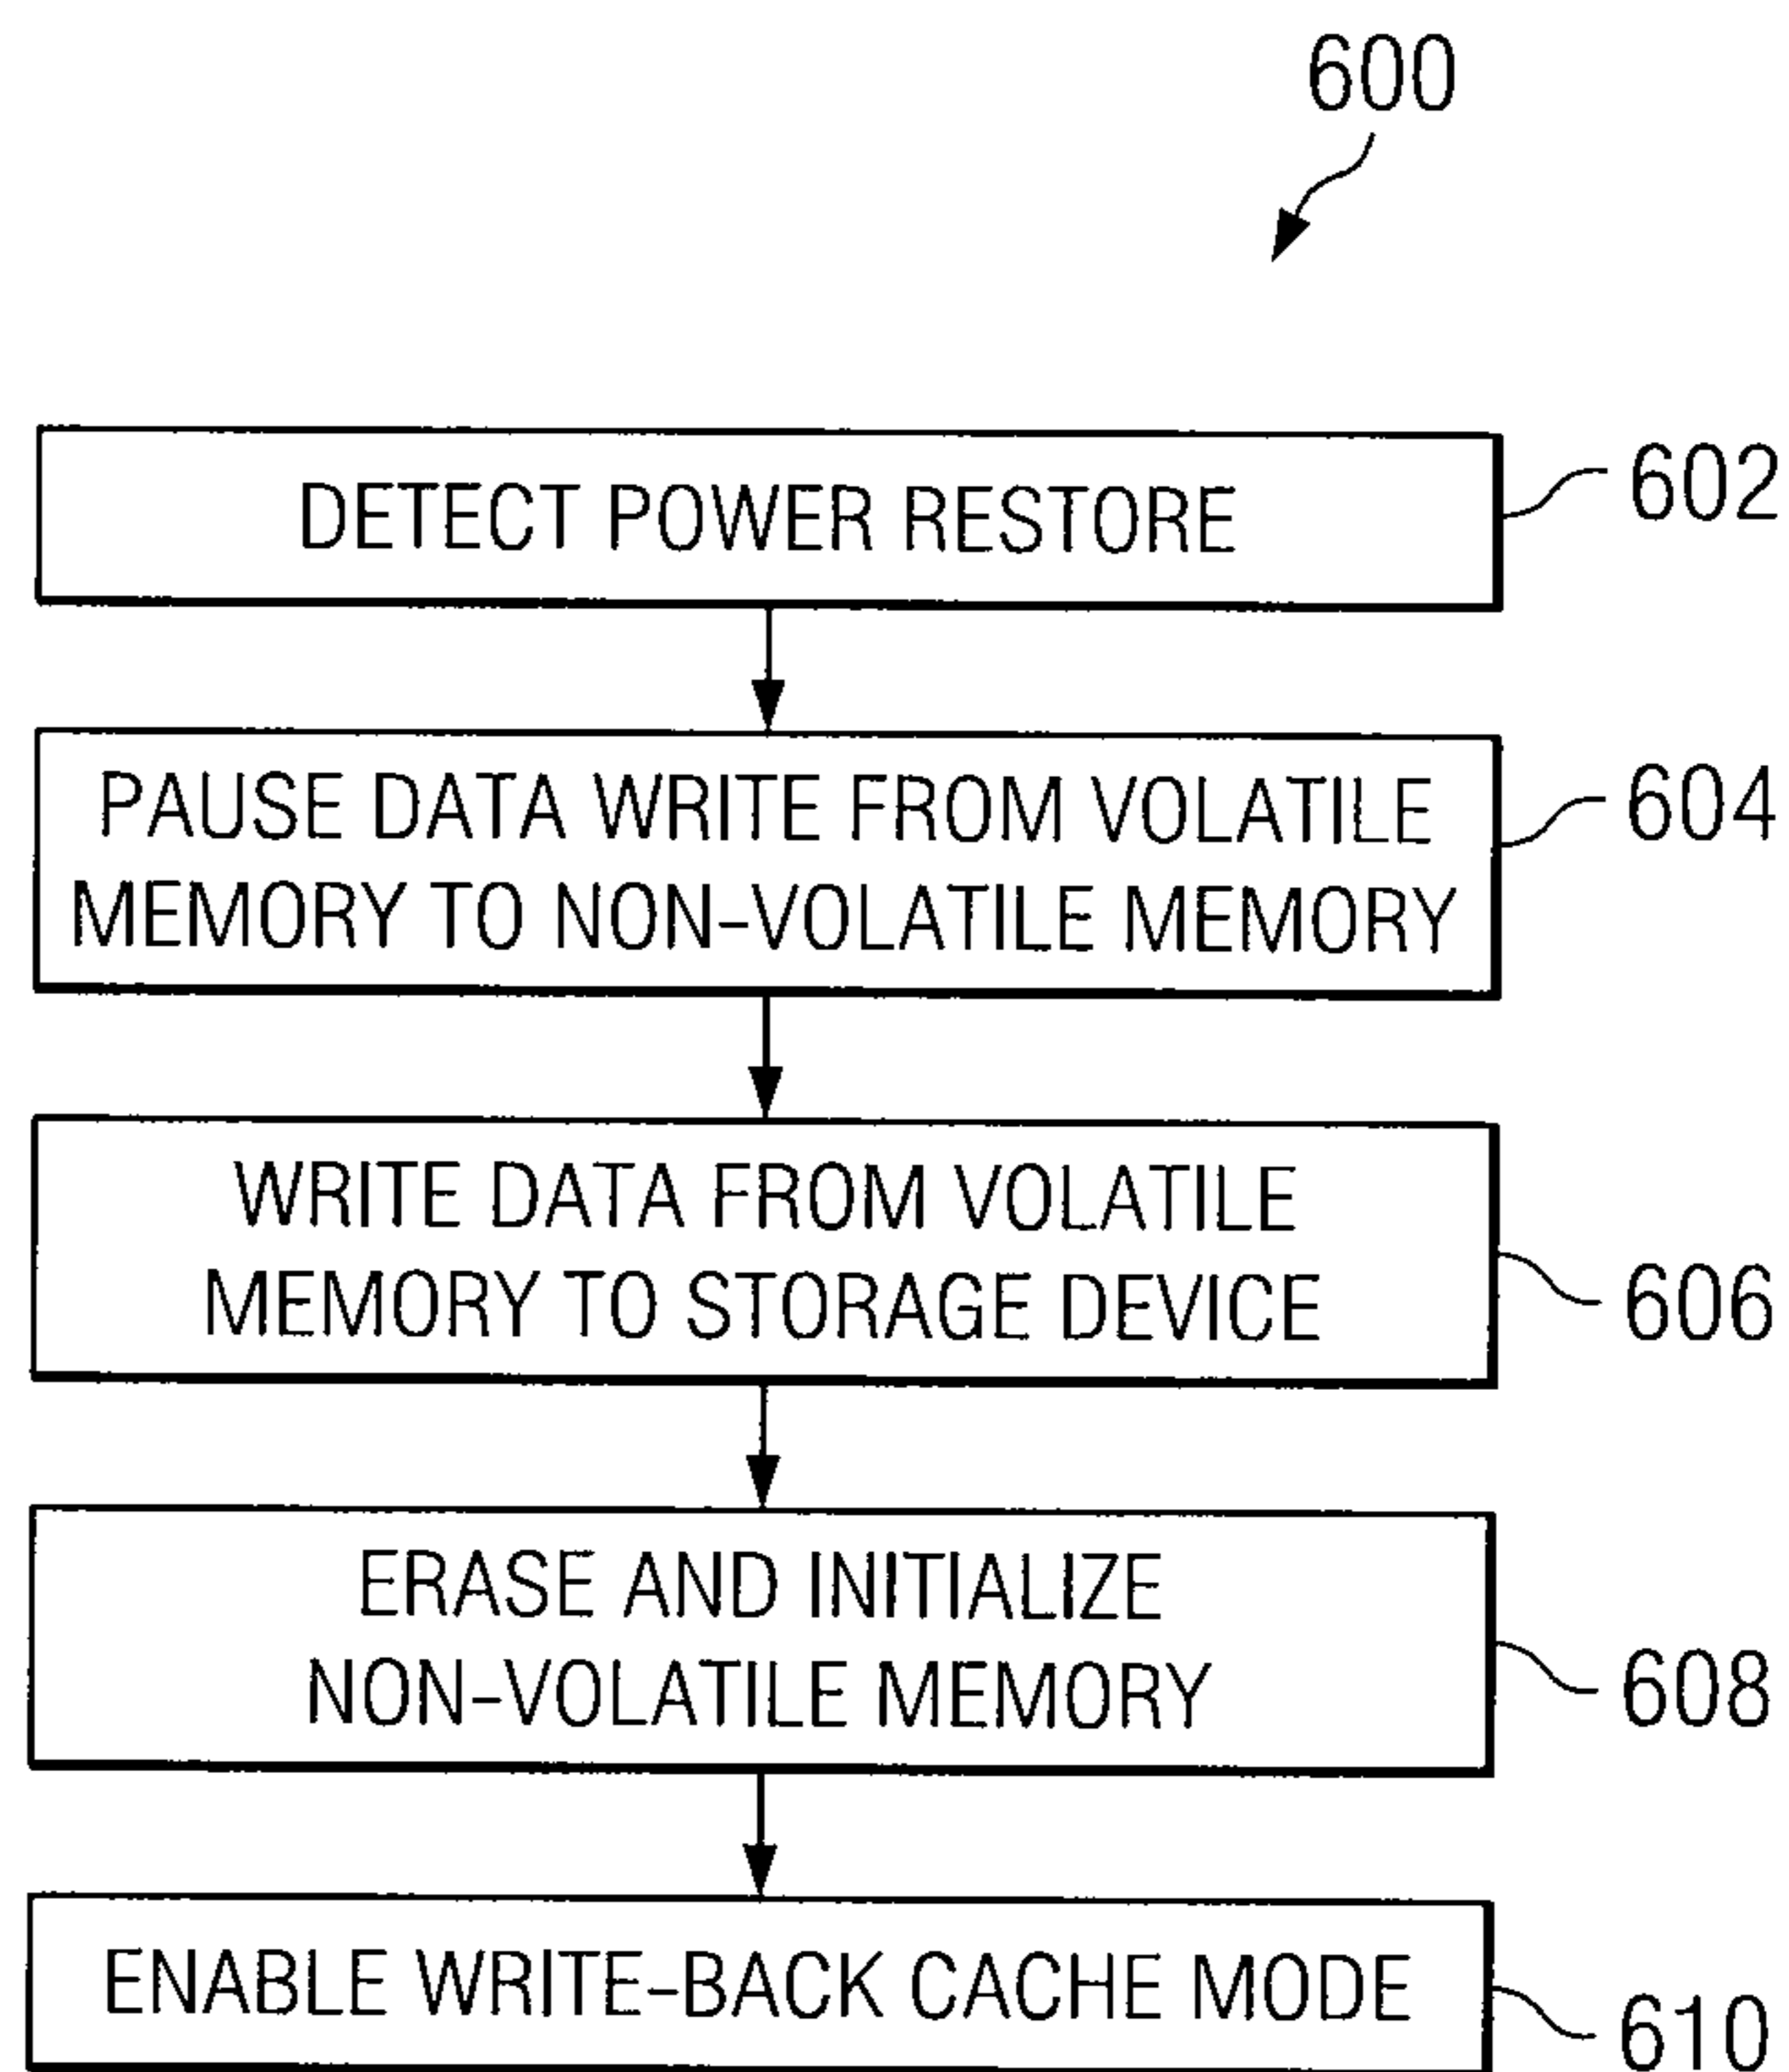 600
DETECT POWER RESTORE
602
PAUSE DATA WRITE FROM VOLATILE
MEMORY TO NON-VOLATILE MEMORY
604
WRITE DATA FROM VOLATILE
MEMORY TO STORAGE DEVICE
606
ERASE AND INITIALIZE
NON-VOLATILE MEMORY
608
ENABLE WRITE-BACK CACHE MODE
610